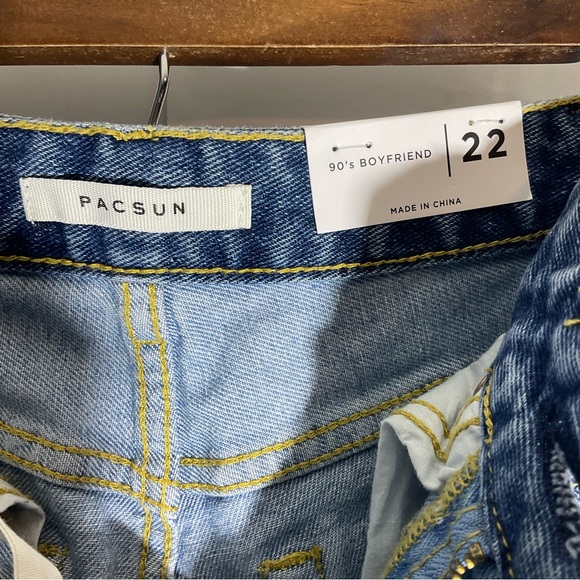 PACSUN
90's BOYFRIEND
22
MADE IN CHINA